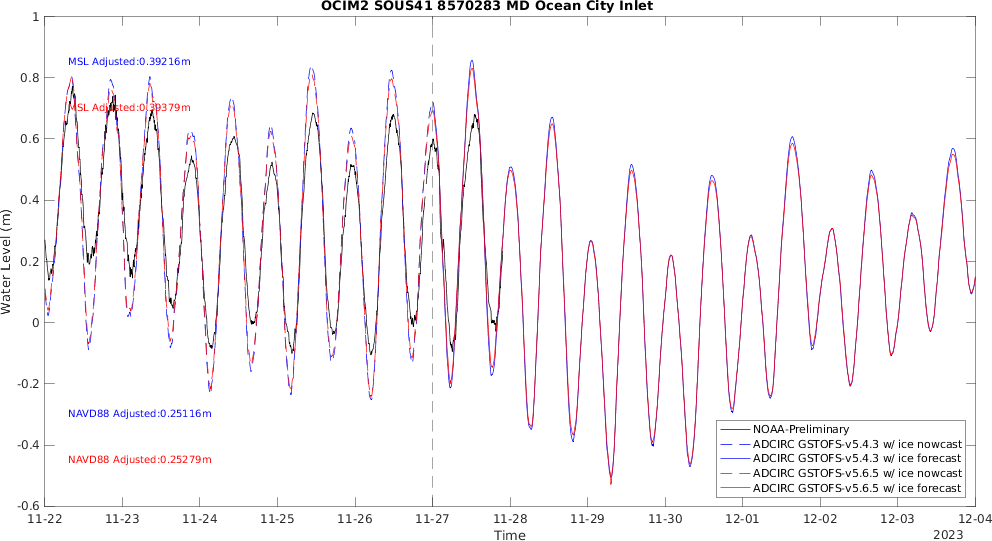 OCIM2 SOUS41 8570283 MD Ocean City Inlet
1
0.8
0.6
0.4
0.2
0
-0.2
-0.4
-0.6
Water Level (m)
MSL Adjusted:0.39216m
MSL Adjusted:0.39379m
NAVD88 Adjusted:0.25116m
NAVD88 Adjusted:0.25279m
NOAA-Preliminary
ADCIRC GSTOFS-v5.4.3 w/ ice nowcast
ADCIRC GSTOFS-v5.4.3 w/ ice forecast
ADCIRC GSTOFS-v5.6.5 w/ ice nowcast
ADCIRC GSTOFS-v5.6.5 w/ ice forecast
11-22 11-23 11-24 11-25 11-26 11-27 11-28 11-29 11-30 12-01 12-02 12-03 12-04
Time
2023